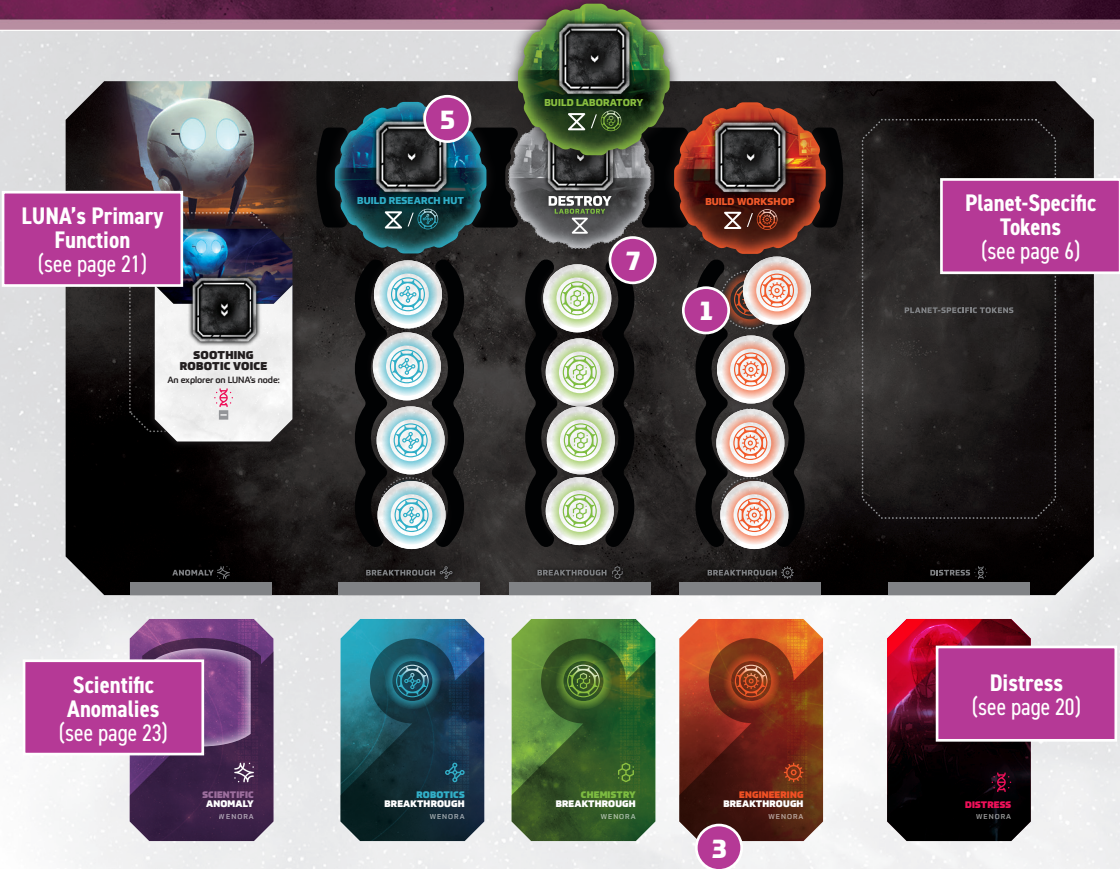 BUILD LABORATORY
/
5
BUILD RESEARCH HUT
/
DESTROY
LABORATORY
BUILD WORKSHOP
/
LUNA's Primary
Function
(see page 21)
Planet-Specific
Tokens
(see page 6)
7
1
PLANET-SPECIFIC TOKENS
SOOTHING
ROBOTIC VOICE
An explorer on LUNA's node:
ANOMALY
BREAKTHROUGH
BREAKTHROUGH
BREAKTHROUGH
DISTRESS
Scientific
Anomalies
(see page 23)
Distress
(see page 20)
SCIENTIFIC
ANOMALY
WENORA
ROBOTICS
BREAKTHROUGH
WENORA
CHEMISTRY
BREAKTHROUGH
WENORA
ENGINEERING
BREAKTHROUGH
WENORA
DISTRESS
WENORA
3